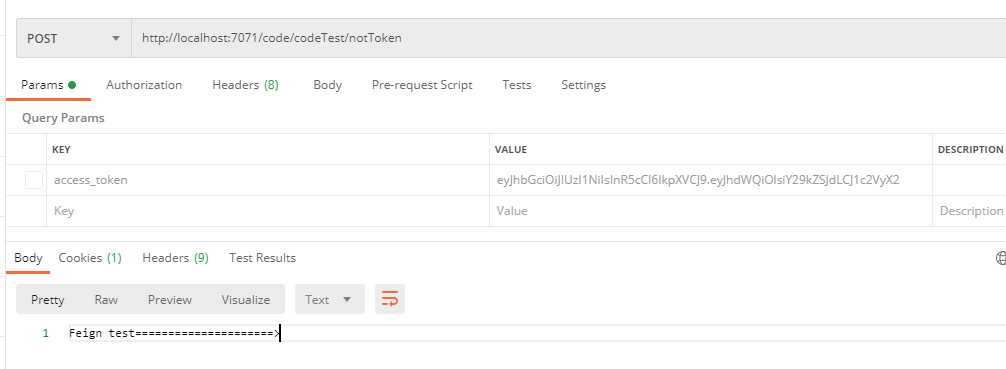 POST http://localhost:7071/code/codeTest/notToken
Params Authorization Headers (8) Body Pre-request Script Tests Settings
Query Params
KEY VALUE DESCRIPTION
access_token eyJhbGciOiJIUzI1NiIsInR5cCI6IkpXVCJ9.eyJhdWQiOlsiY29kZSJdLCJ1c2VyX2
Key Value Description
Body Cookies (1) Headers (9) Test Results
Pretty Raw Preview Visualize Text
1 Feign test=====================>